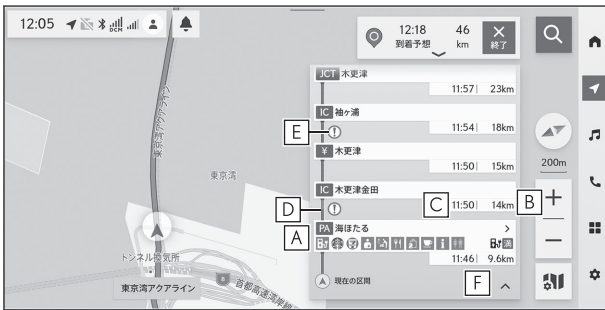 12:05
DCM
12:18
到着予想
46
km
終了
JCT 木更津
11:57 23km
IC 袖ヶ浦
E
11:54 18km
¥ 木更津
11:50 15km
IC 木更津金田
D
C
11:50 14km
B
A
PA 海ほたる
満
11:46 9.6km
現在の区間
F
200m
東京湾アクアライン
東京湾
トンネル換気所
東京湾アクアライン
首都高速湾岸線